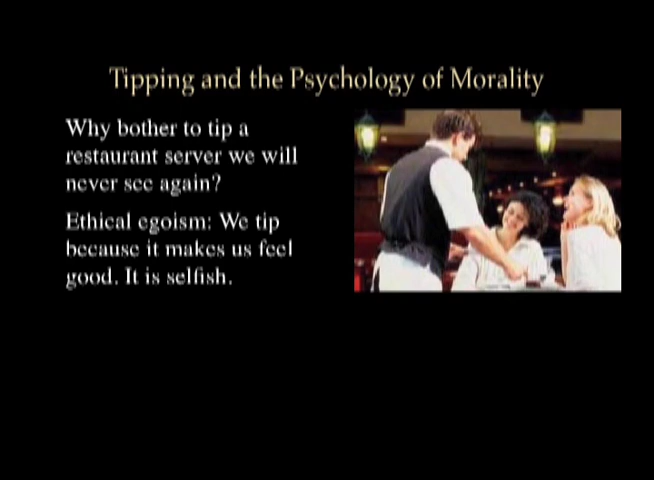 Tipping and the Psychology of Morality
Why bother to tip a
restaurant server we will
never see again?
Ethical egoism: We tip
because it makes us feel
good. It is selfish.